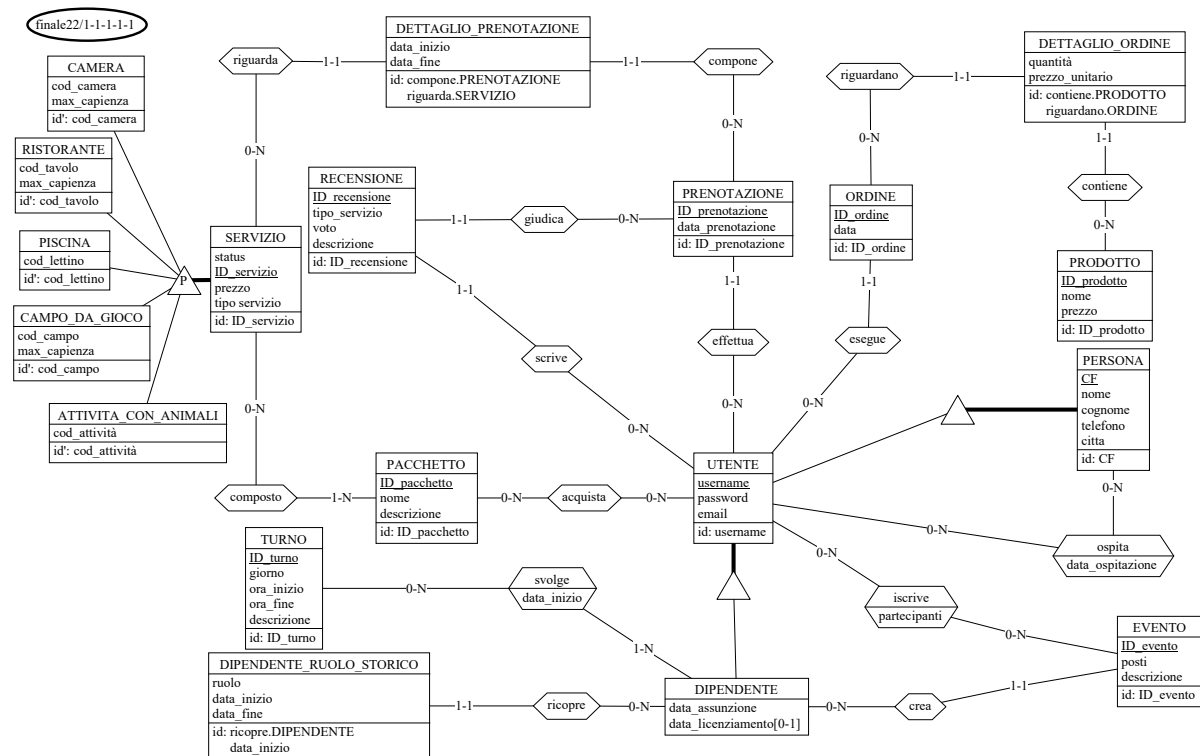 finale22/1-1-1-1-1
CAMERA
cod_camera
max_capienza
id': cod_camera
RISTORANTE
cod_tavolo
max_capienza
id': cod_tavolo
PISCINA
cod_lettino
id': cod_lettino
CAMPO_DA_GIOCO
cod_campo
max_capienza
id': cod_campo
ATTIVITA_CON_ANIMALI
cod_attività
id': cod_attività
P
SERVIZIO
status
ID_servizio
prezzo
tipo servizio
id: ID_servizio
riguarda
1-1
0-N
DETTAGLIO_PRENOTAZIONE
data_inizio
data_fine
id: compone.PRENOTAZIONE
riguarda.SERVIZIO
1-1
compone
0-N
RECENSIONE
ID_recensione
tipo_servizio
voto
descrizione
id: ID_recensione
1-1
giudica
0-N
PRENOTAZIONE
ID_prenotazione
data_prenotazione
id: ID_prenotazione
1-1
effettua
0-N
1-1
scrive
0-N
riguardano
1-1
0-N
ORDINE
ID_ordine
data
id: ID_ordine
1-1
esegue
0-N
DETTAGLIO_ORDINE
quantità
prezzo_unitario
id: contiene.PRODOTTO
riguardano.ORDINE
1-1
contiene
0-N
PRODOTTO
ID_prodotto
nome
prezzo
id: ID_prodotto
PERSONA
CF
nome
cognome
telefono
citta
id: CF
0-N
0-N
ospita
data_ospitazione
0-N
composto
1-N
PACCHETTO
ID_pacchetto
nome
descrizione
id: ID_pacchetto
0-N
acquista
0-N
UTENTE
username
password
email
id: username
0-N
iscrive
partecipanti
0-N
TURNO
ID_turno
giorno
ora_inizio
ora_fine
descrizione
id: ID_turno
0-N
svolge
data_inizio
1-N
DIPENDENTE_RUOLO_STORICO
ruolo
data_inizio
data_fine
id: ricopre.DIPENDENTE
data_inizio
1-1
ricopre
0-N
DIPENDENTE
data_assunzione
data_licenziamento[0-1]
0-N
crea
1-1
EVENTO
ID_evento
posti
descrizione
id: ID_evento